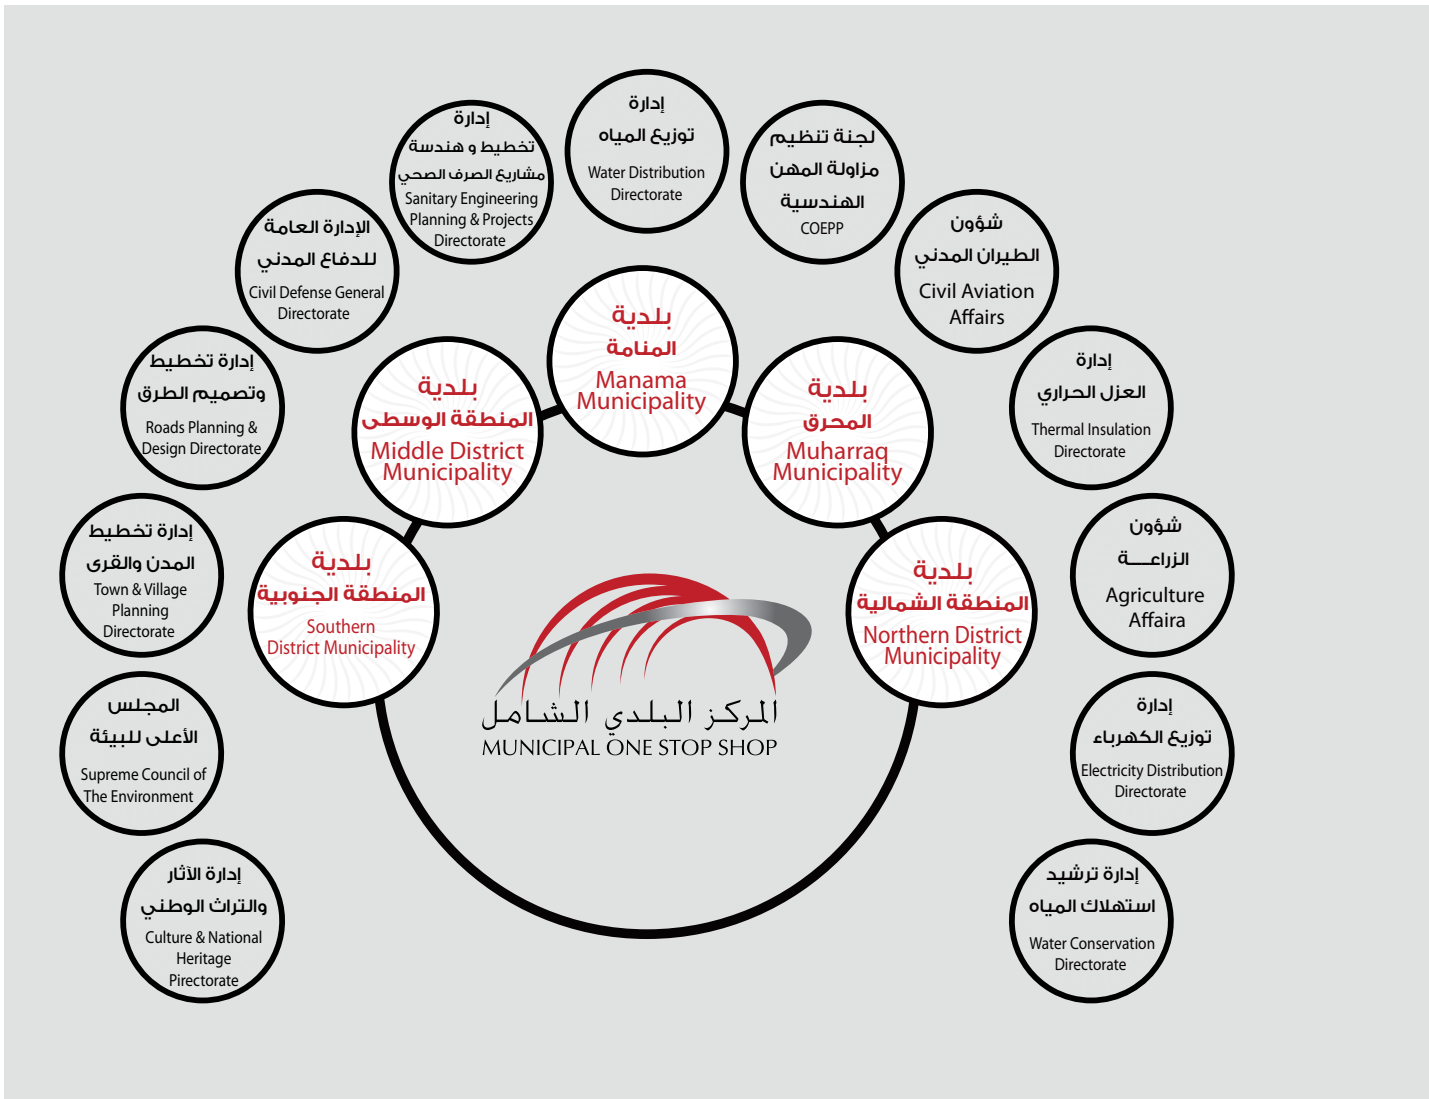 إدارة
توزيع المياه
Water Distribution
Directorate
إدارة
تخطيط و هندسة
مشاريع الصرف الصحي
Sanitary Engineering
Planning & Projects
Directorate
لجنة تنظيم
مزاولة المهن
الهندسية
COEPP
الإدارة العامة
للدفاع المدني
Civil Defense General
Directorate
شؤون
الطيران المدني
Civil Aviation
Affairs
إدارة تخطيط
وتصميم الطرق
Roads Planning &
Design Directorate
إدارة
العزل الحراري
Thermal Insulation
Directorate
إدارة تخطيط
المدن والقرى
Town & Village
Planning
Directorate
شؤون
الزراعـــة
Agriculture
Affaira
المجلس
الأعلى للبيئة
Supreme Council of
The Environment
إدارة
توزيع الكهرباء
Electricity Distribution
Directorate
إدارة الآثار
والتراث الوطني
Culture & National
Heritage
Pirectorate
إدارة ترشيد
استهلاك المياه
Water Conservation
Directorate
بلدية
المنامة
Manama
Municipality
بلدية
المنطقة الوسطى
Middle District
Municipality
بلدية
المحرق
Muharraq
Municipality
بلدية
المنطقة الجنوبية
Southern
District Municipality
بلدية
المنطقة الشمالية
Northern District
Municipality
المركز البلدي الشامل
MUNICIPAL ONE STOP SHOP